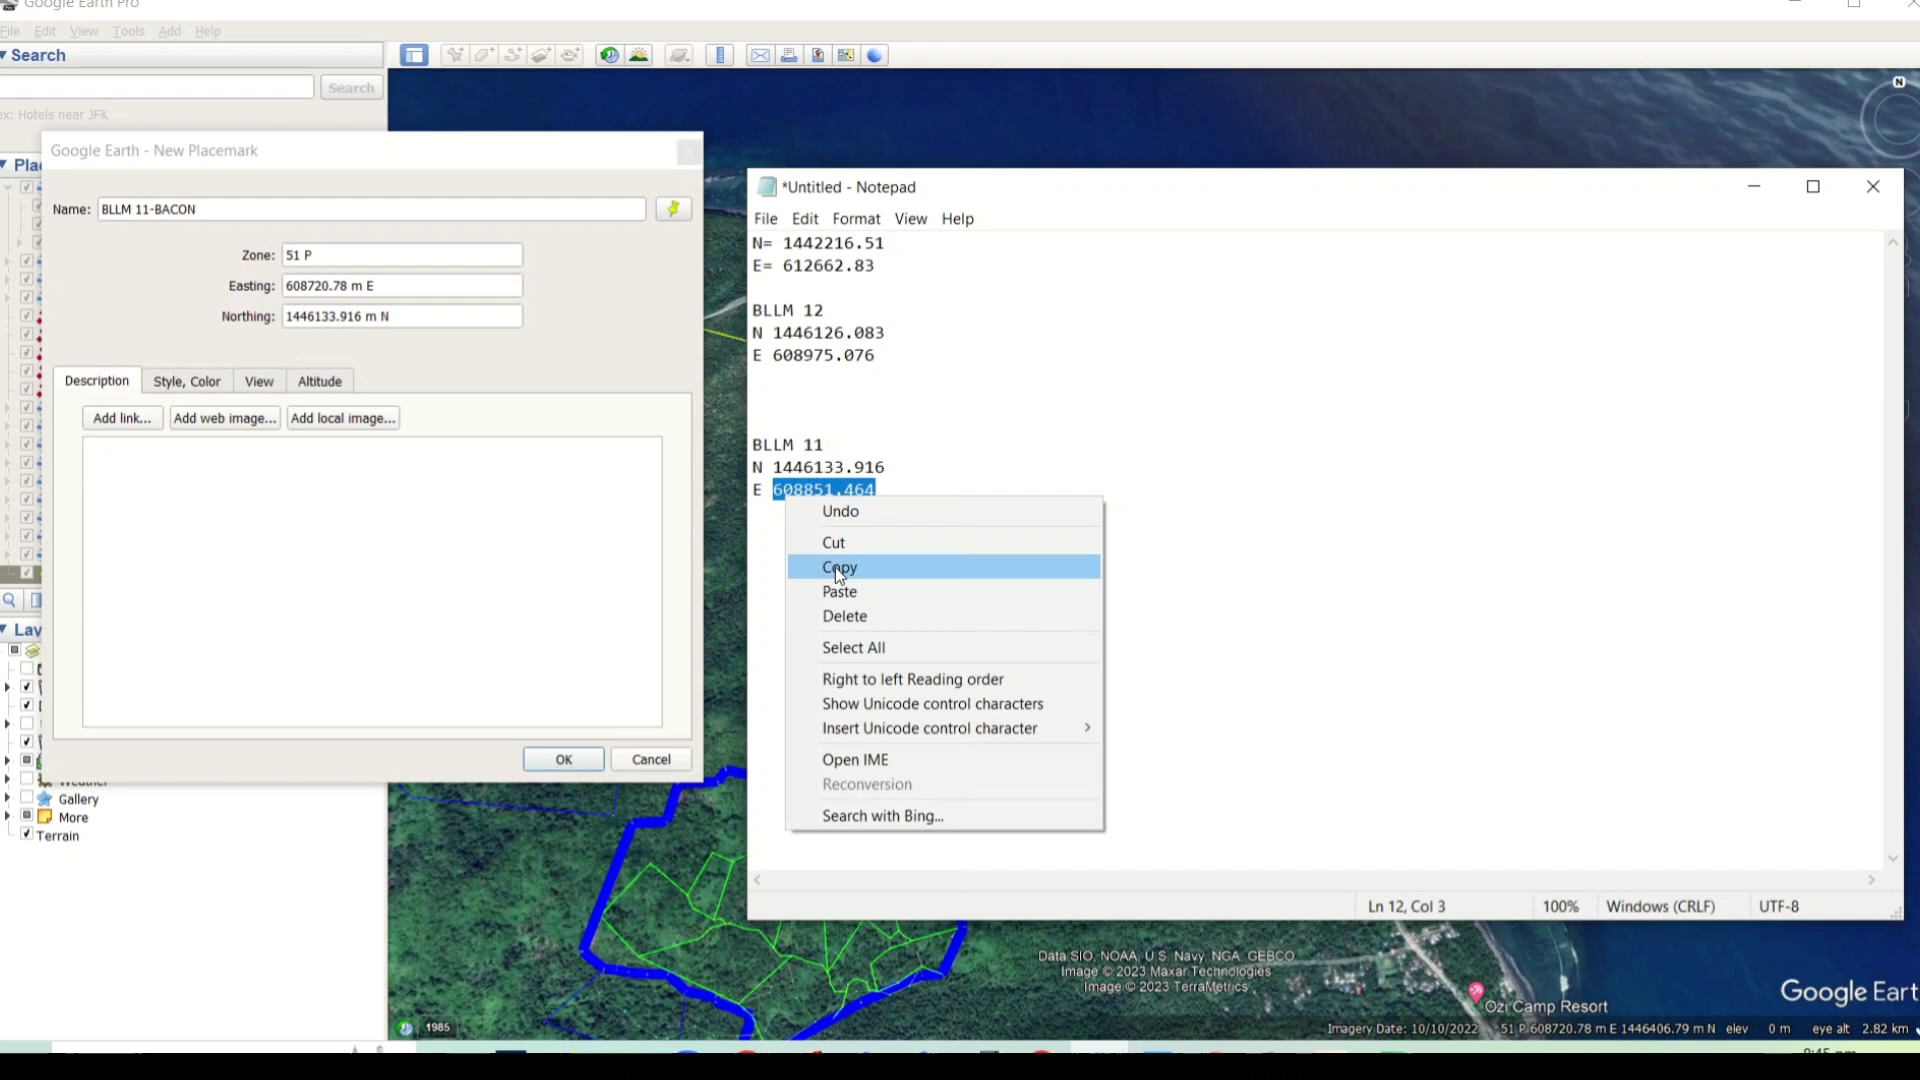 Google Earth Pro
File Edit View Tools Add Help
Search
Search
ex: Hotels near JFK
Google Earth - New Placemark
Name: BLLM 11-BACON
Zone: 51 P
Easting: 608720.78 m E
Northing: 1446133.916 m N
Description Style, Color View Altitude
Add link... Add web image... Add local image...
OK Cancel
Gallery
More
Terrain
*Untitled - Notepad
File Edit Format View Help
N= 1442216.51
E= 612662.83
BLLM 12
N 1446126.083
E 608975.076
BLLM 11
N 1446133.916
E 608851.464
Undo
Cut
Copy
Paste
Delete
Select All
Right to left Reading order
Show Unicode control characters
Insert Unicode control character
Open IME
Reconversion
Search with Bing...
Ln 12, Col 3 100% Windows (CRLF) UTF-8
N
Data SIO, NOAA, U.S. Navy, NGA, GEBCO
Image © 2023 Maxar Technologies
Image © 2023 TerraMetrics
Ozi Camp Resort
Google Eart
1985
Imagery Date: 10/10/2022 51 P 608720.78 m E 1446406.79 m N elev 0 m eye alt 2.82 km